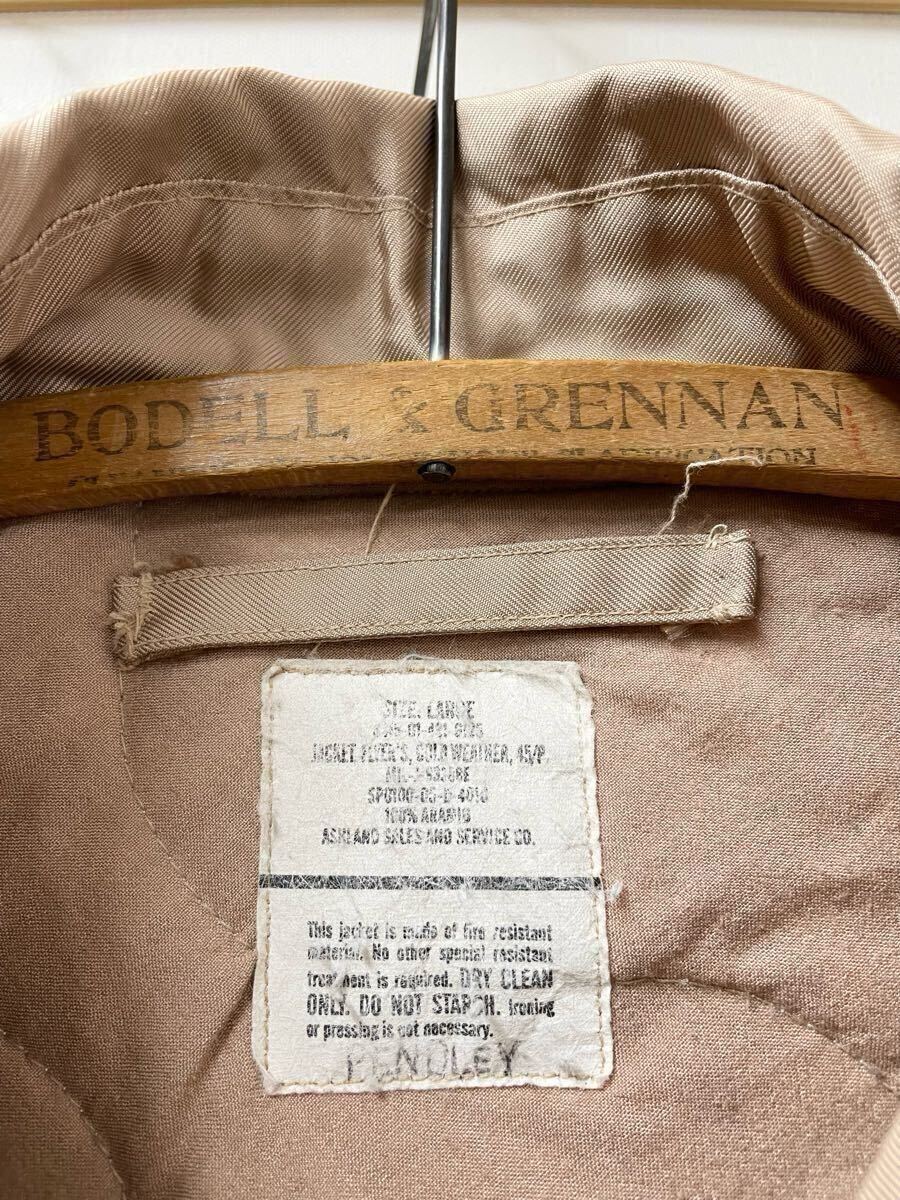 BODELL & GRENNAN
SIZE: LARGE
JACKET, FLYER'S, COLD WEATHER, 45/P.
100% ARAMID
ASHLAND SALES AND SERVICE CO.
This jacket is made of fire resistant
material. No other special resistant
treatment is required. DRY CLEAN
ONLY. DO NOT STARCH. Ironing
or pressing is not necessary.
PENDLEY